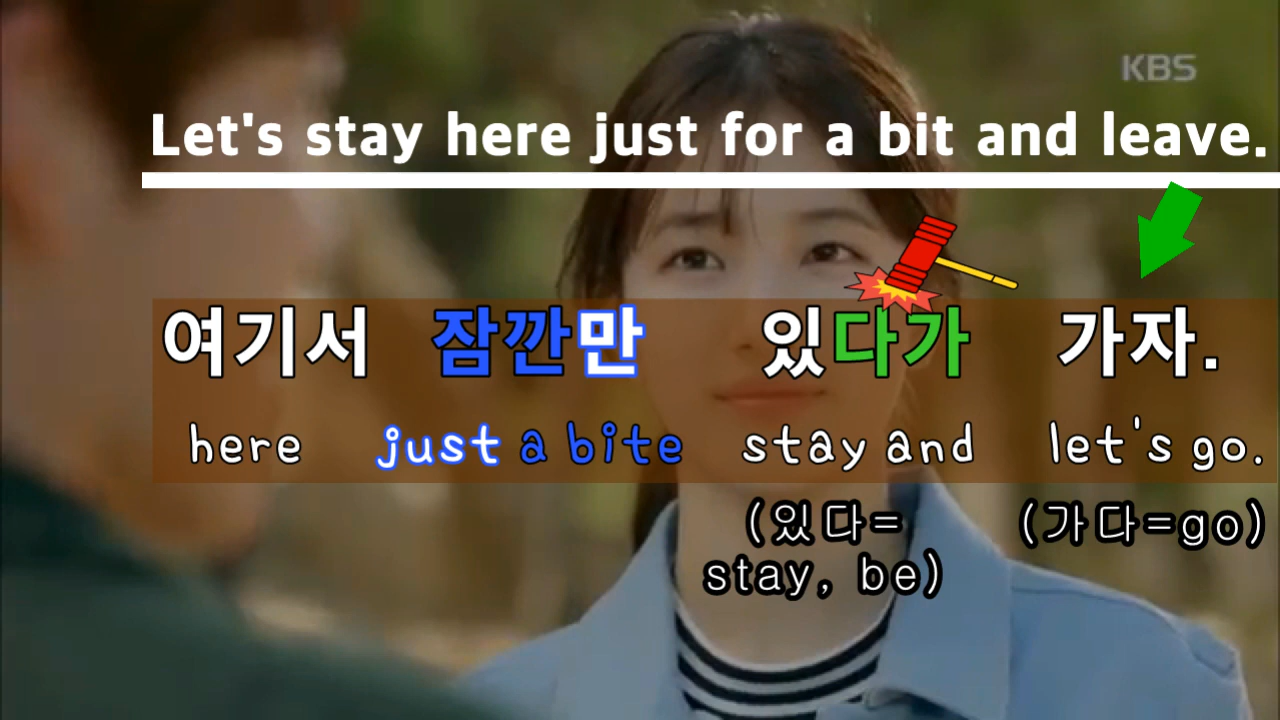 KBS
Let's stay here just for a bit and leave.
여기서 잠깐만 있다가 가자.
here just a bite stay and let's go.
(있다= (가다=go)
stay, be)